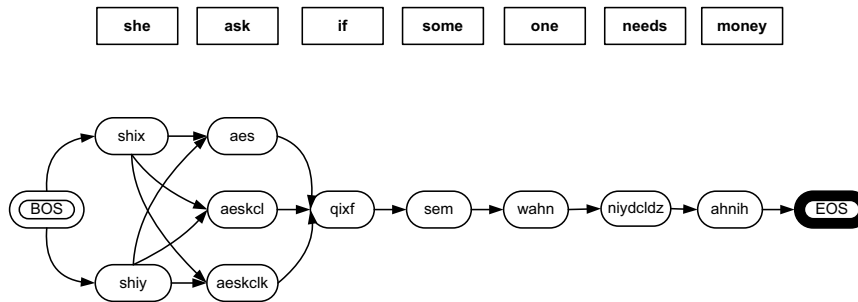 she ask if some one needs money
shix aes
BOS aeskcl qixf sem wahn niydcldz ahnih EOS
shiy aeskclk